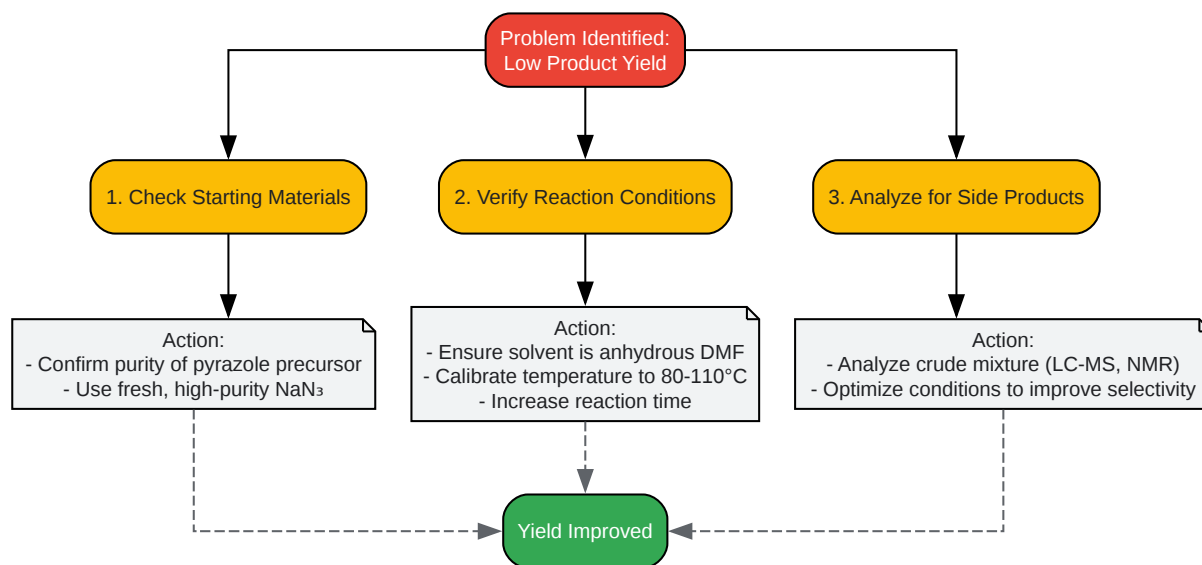 Problem Identified:
Low Product Yield
1. Check Starting Materials
2. Verify Reaction Conditions
3. Analyze for Side Products
Action:
- Confirm purity of pyrazole precursor
- Use fresh, high-purity NaN₃
Action:
- Ensure solvent is anhydrous DMF
- Calibrate temperature to 80-110°C
- Increase reaction time
Action:
- Analyze crude mixture (LC-MS, NMR)
- Optimize conditions to improve selectivity
Yield Improved